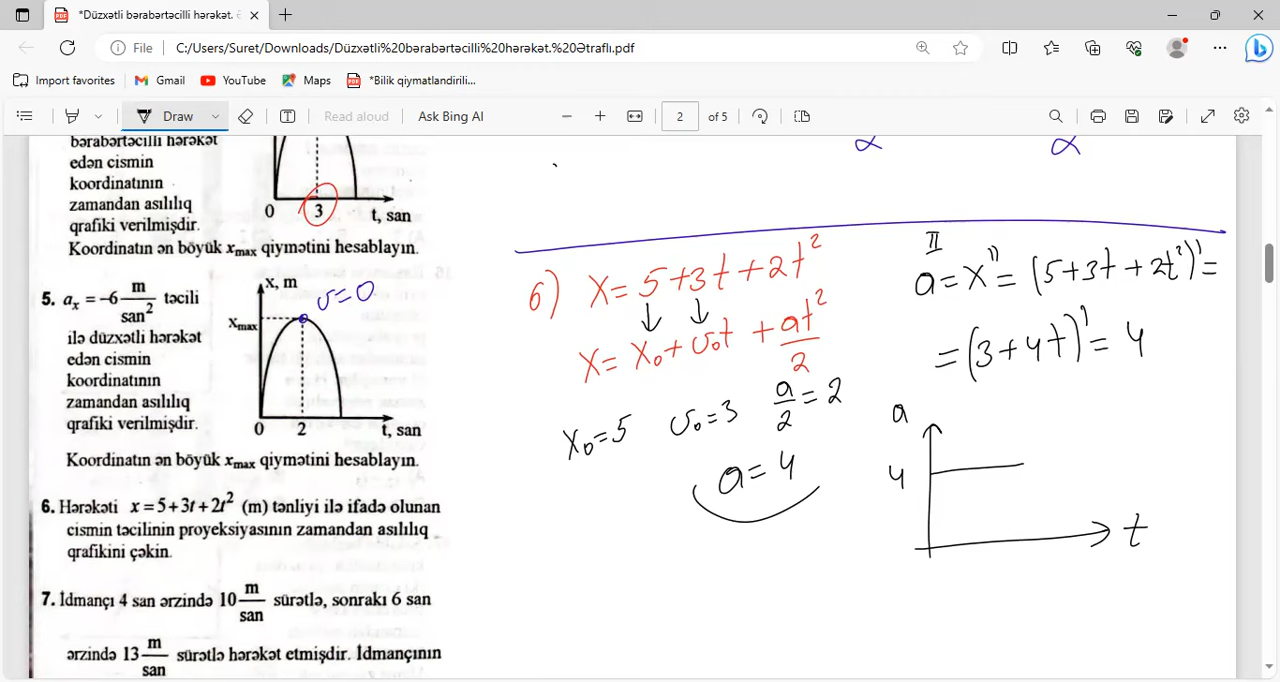 *Düzxətli bərabərtəcilli hərəkət. Ə
File
C:/Users/Suret/Downloads/Düzxətli%20bərabərtəcilli%20hərəkət.%20Ətraflı.pdf
Import favorites
Gmail
YouTube
Maps
*Bilik qiymətləndirili...
Draw
Read aloud
Ask Bing AI
2
of 5
bərabərtəcilli hərəkət
edən cismin
koordinatının
zamandan asılılıq
qrafiki verilmişdir.
0 3 t, san
Koordinatın ən böyük xmax qiymətini hesablayın.
5. aₓ = –6 m/san² təcili
ilə düzxətli hərəkət
edən cismin
koordinatının
zamandan asılılıq
qrafiki verilmişdir.
x, m
υ=0
xmax
0 2 t, san
Koordinatın ən böyük xmax qiymətini hesablayın.
6. Hərəkəti x = 5+3t+2t² (m) tənliyi ilə ifadə olunan
cismin təcilinin proyeksiyasının zamandan asılılıq
qrafikini çəkin.
7. İdmançı 4 san ərzində 10 m/san sürətlə, sonrakı 6 san
ərzində 13 m/san sürətlə hərəkət etmişdir. İdmançının
α α
6) x = 5+3t+2t²
x = x₀ + υ₀t + at²/2
x₀=5 υ₀=3 a/2=2
a=4
II
a = x'' = (5+3t+2t²)'' =
= (3+4t)' = 4
a
4
t